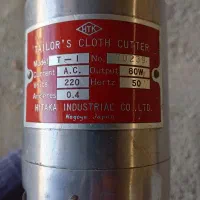 HTK
TAILOR'S CLOTH CUTTER
Model T-1 No.
Current A.C. Output 60W
Volts 220 Hertz 50
Amperes 0.4
HITAKA INDUSTRIAL CO., LTD.
Nagoya Japan